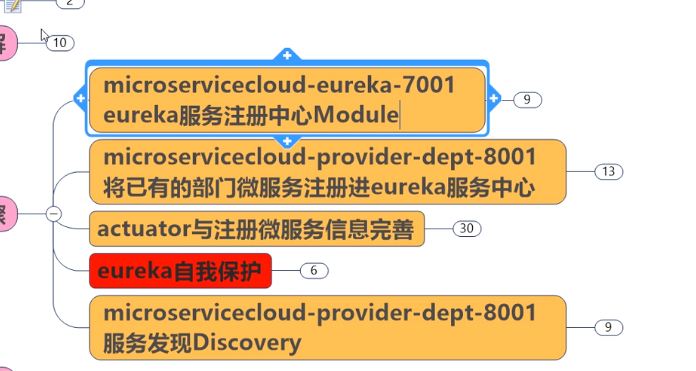 2
解
10
microservicecloud-eureka-7001
eureka服务注册中心Module
9
microservicecloud-provider-dept-8001
将已有的部门微服务注册进eureka服务中心
13
actuator与注册微服务信息完善
30
eureka自我保护
6
microservicecloud-provider-dept-8001
服务发现Discovery
9